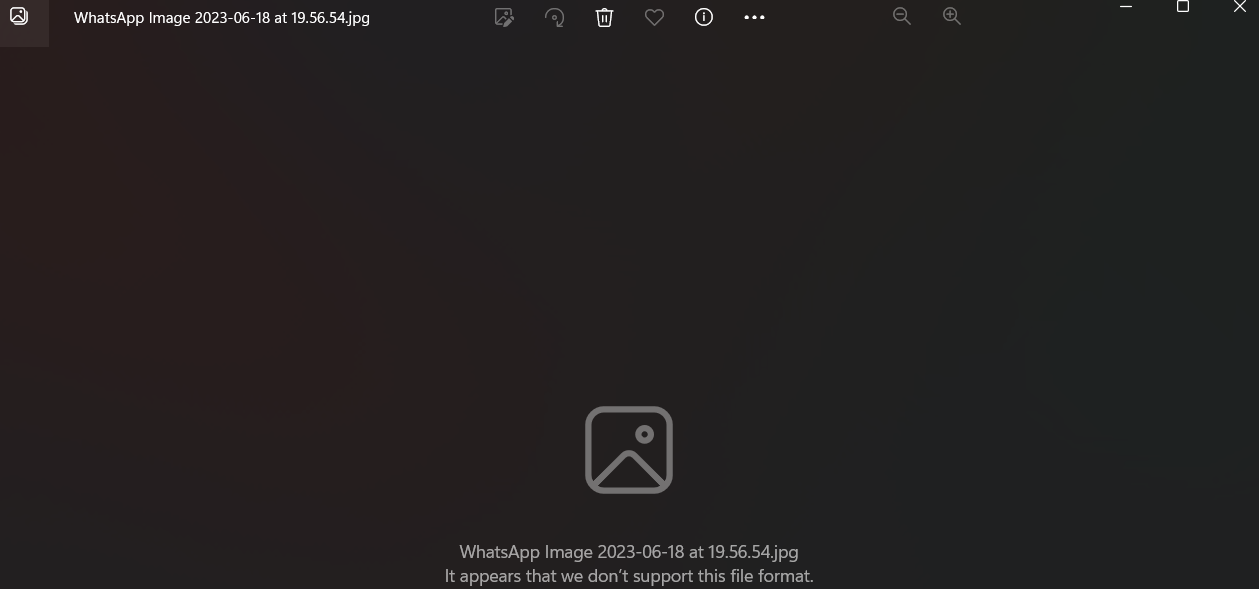 WhatsApp Image 2023-06-18 at 19.56.54.jpg
WhatsApp Image 2023-06-18 at 19.56.54.jpg
It appears that we don't support this file format.